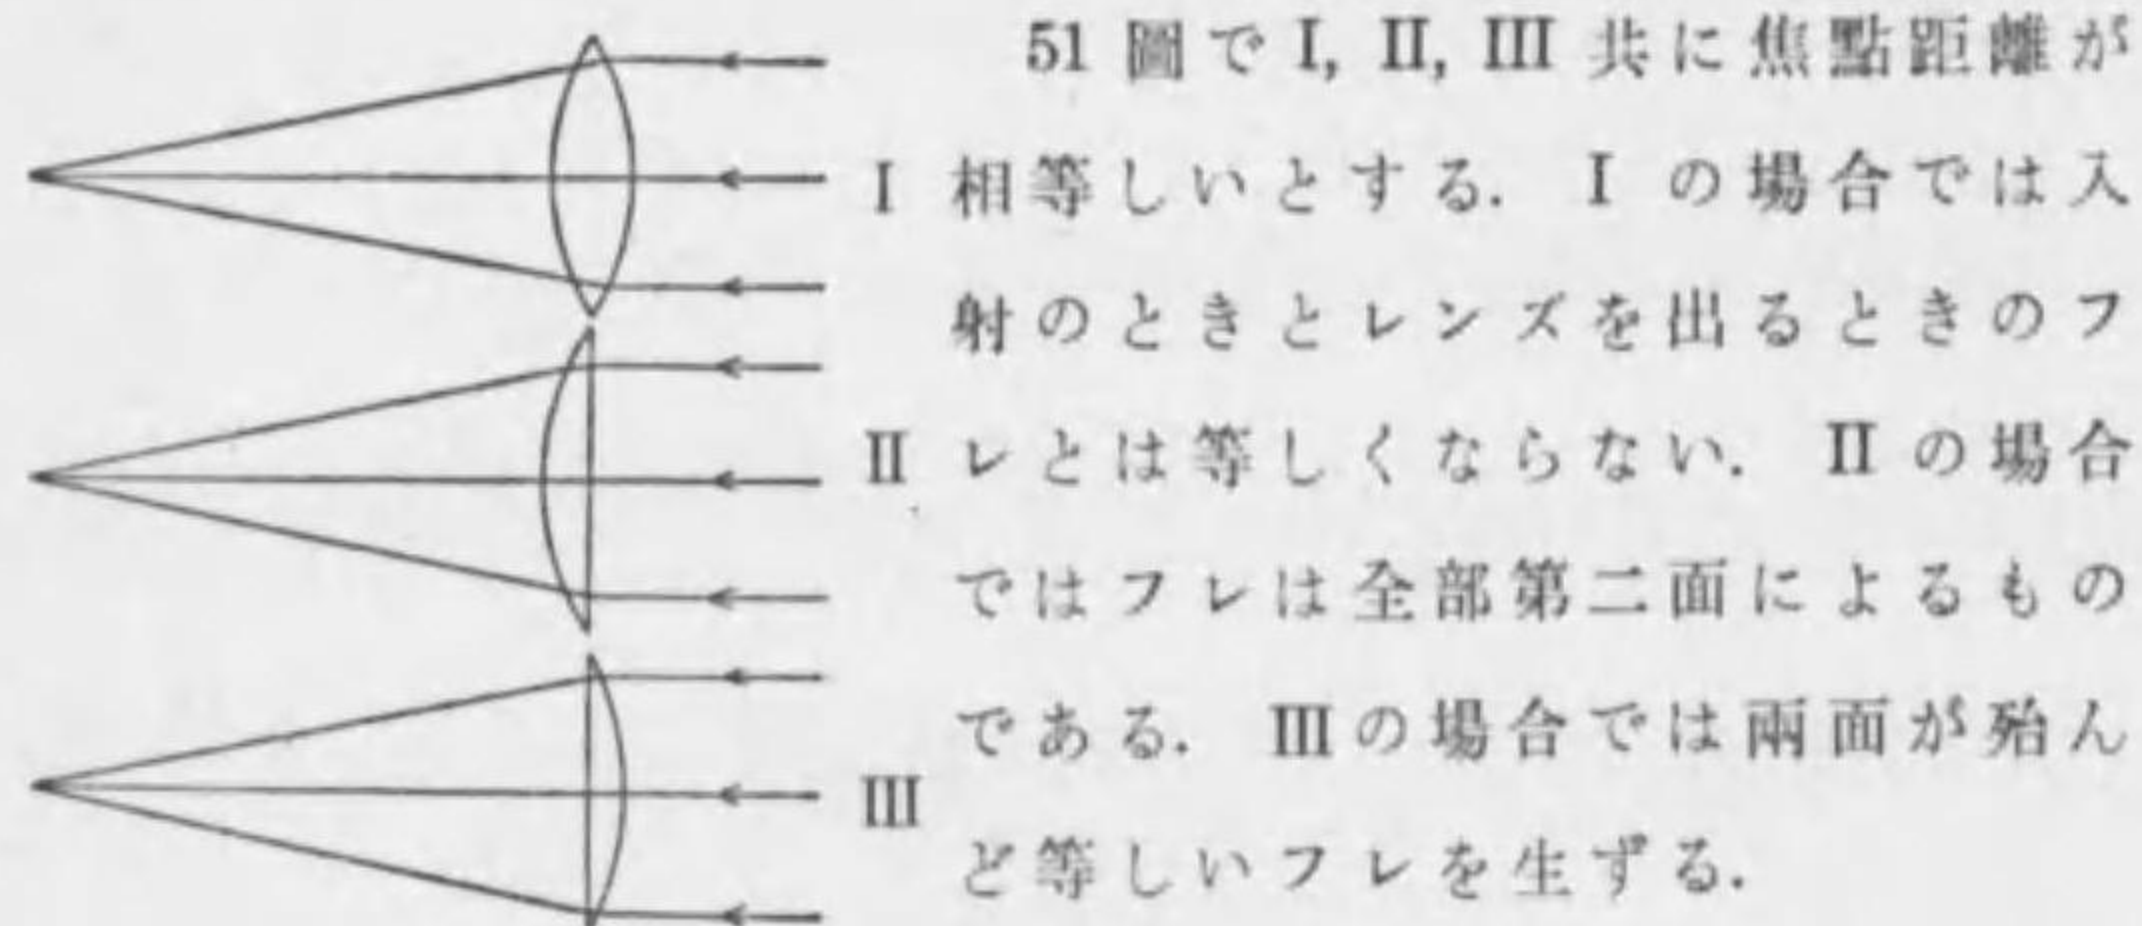 51 圖で I, II, III 共に焦點距離が
I 相等しいとする. I の場合では入
射のときとレンズを出るときのフ
II レとは等しくならない. II の場合
ではフレは全部第二面によるもの
である. III の場合では兩面が殆ん
III
ど等しいフレを生ずる.